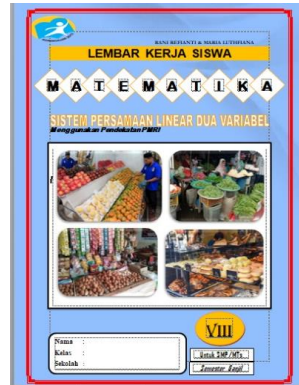 RANI REFIANTI & MARIA LUTHFIANA
LEMBAR KERJA SISWA
MATEMATIKA
SISTEM PERSAMAAN LINEAR DUA VARIABEL
Menggunakan Pendekatan PMRI
VIII
Nama :
Kelas :
Sekolah :
Untuk SMP/MTs
Semester Ganjil